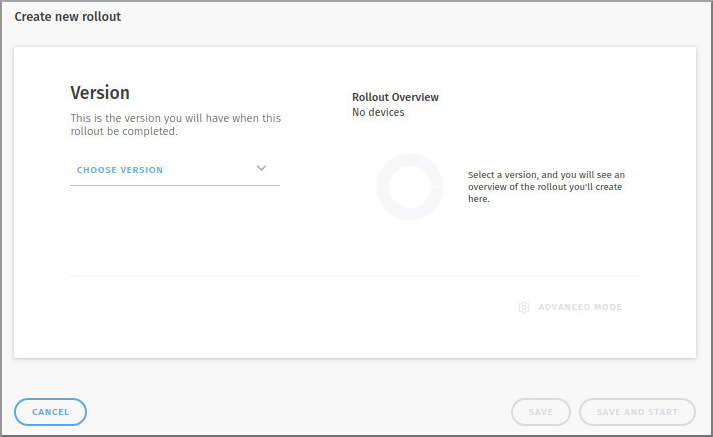 Create new rollout
Version
This is the version you will have when this
rollout be completed.
CHOOSE VERSION
Rollout Overview
No devices
Select a version, and you will see an
overview of the rollout you'll create
here.
ADVANCED MODE
CANCEL
SAVE
SAVE AND START